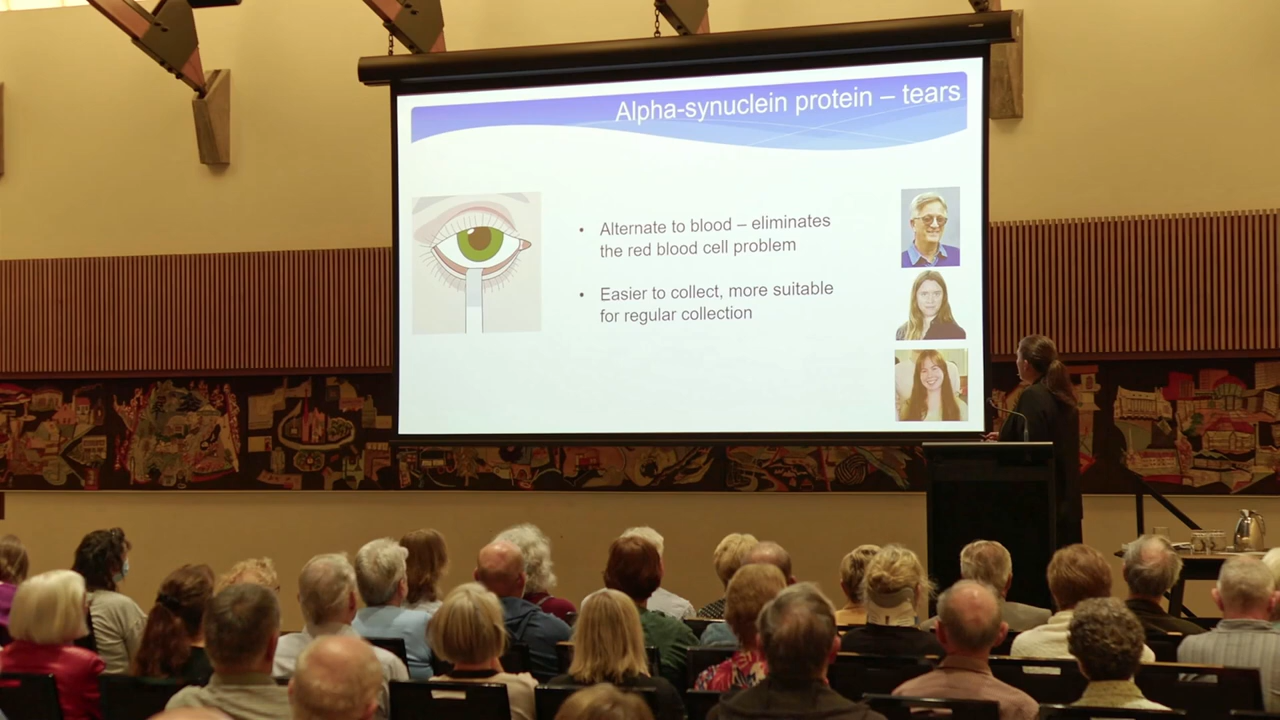 Alpha-synuclein protein – tears
• Alternate to blood – eliminates
the red blood cell problem
• Easier to collect, more suitable
for regular collection